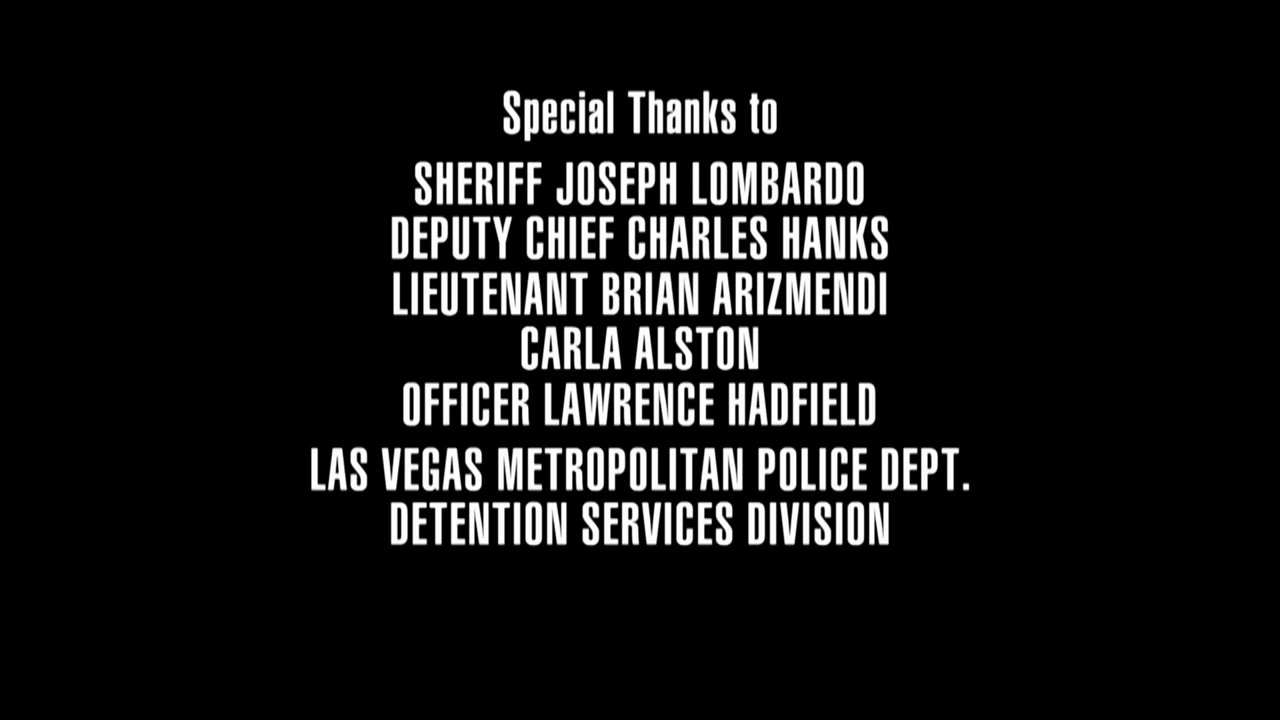 Special Thanks to
SHERIFF JOSEPH LOMBARDO
DEPUTY CHIEF CHARLES HANKS
LIEUTENANT BRIAN ARIZMENDI
CARLA ALSTON
OFFICER LAWRENCE HADFIELD
LAS VEGAS METROPOLITAN POLICE DEPT.
DETENTION SERVICES DIVISION